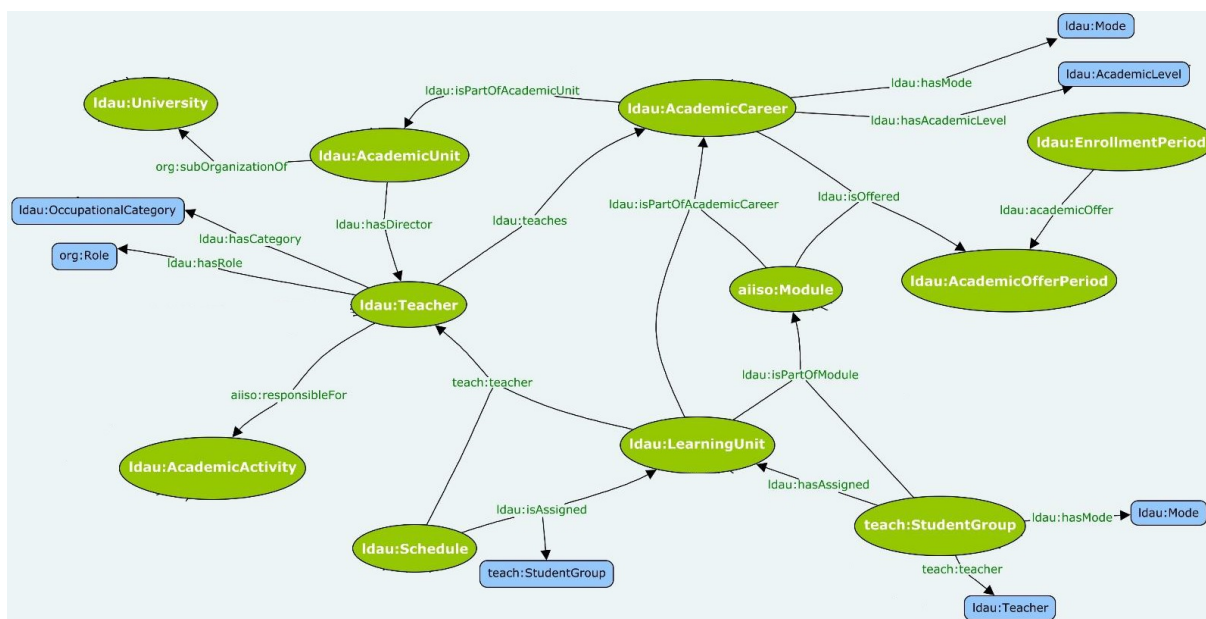 ldau:Mode
ldau:AcademicLevel
ldau:hasMode
ldau:isPartOfAcademicUnit
ldau:University
ldau:AcademicCareer
ldau:hasAcademicLevel
ldau:EnrollmentPeriod
ldau:AcademicUnit
org:subOrganizationOf
ldau:isOffered
ldau:OccupationalCategory
ldau:isPartOfAcademicCareer
ldau:academicOffer
ldau:hasDirector
ldau:teaches
ldau:hasCategory
org:Role
ldau:hasRole
ldau:AcademicOfferPeriod
aiiso:Module
ldau:Teacher
teach:teacher
ldau:isPartOfModule
aiiso:responsibleFor
ldau:LearningUnit
ldau:AcademicActivity
ldau:hasAssigned
ldau:isAssigned
ldau:Mode
teach:StudentGroup
ldau:hasMode
ldau:Schedule
teach:StudentGroup
teach:teacher
ldau:Teacher